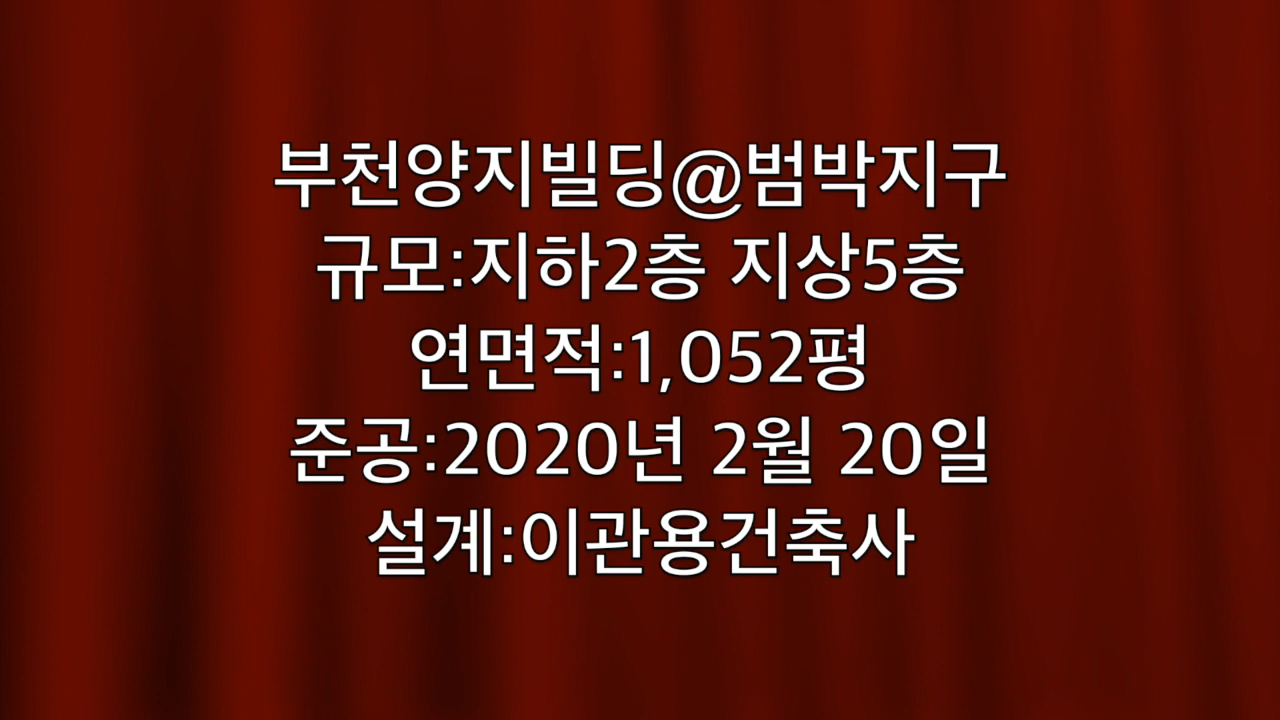 부천양지빌딩@범박지구
규모:지하2층 지상5층
연면적:1,052평
준공:2020년 2월 20일
설계:이관용건축사